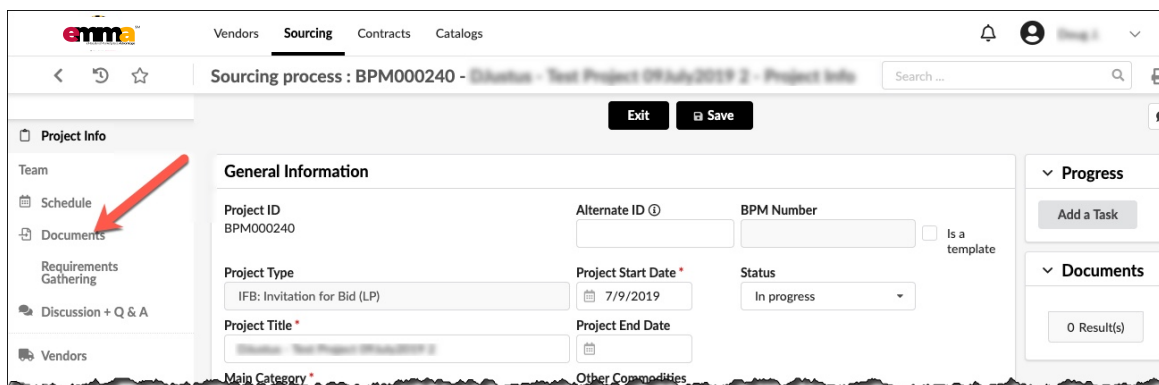 emma
Vendors Sourcing Contracts Catalogs
Sourcing process : BPM000240 -
Search ...
Exit Save
Project Info
Team
Schedule
Documents
Requirements
Gathering
Discussion + Q & A
Vendors
General Information
Project ID
BPM000240
Alternate ID
BPM Number
Is a
template
Project Type
IFB: Invitation for Bid (LP)
Project Start Date *
7/9/2019
Status
In progress
Project Title *
Project End Date
Main Category *
Other Commodities
Progress
Add a Task
Documents
0 Result(s)